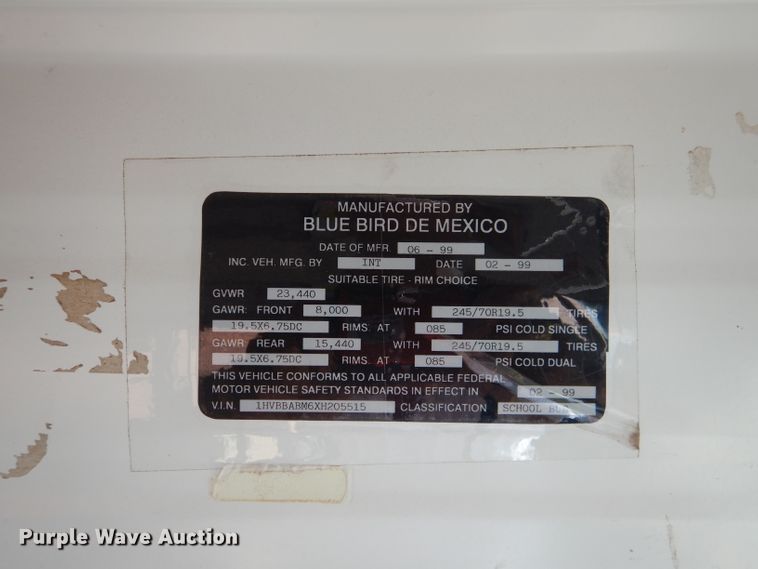 MANUFACTURED BY
BLUE BIRD DE MEXICO
DATE OF MFR. 06 - 99
INC. VEH. MFG. BY INT DATE 02 - 99
SUITABLE TIRE - RIM CHOICE
GVWR 23,440
GAWR: FRONT 8,000 WITH 245/70R19.5 TIRES
19.5X6.75DC RIMS AT 085 PSI COLD SINGLE
GAWR REAR 15,440 WITH 245/70R19.5 TIRES
19.5X6.75DC RIMS. AT 085 PSI COLD DUAL
THIS VEHICLE CONFORMS TO ALL APPLICABLE FEDERAL
MOTOR VEHICLE SAFETY STANDARDS IN EFFECT IN 02 - 99
V.I.N. 1HVBBABM6XH205515 CLASSIFICATION SCHOOL BUS
Purple Wave Auction